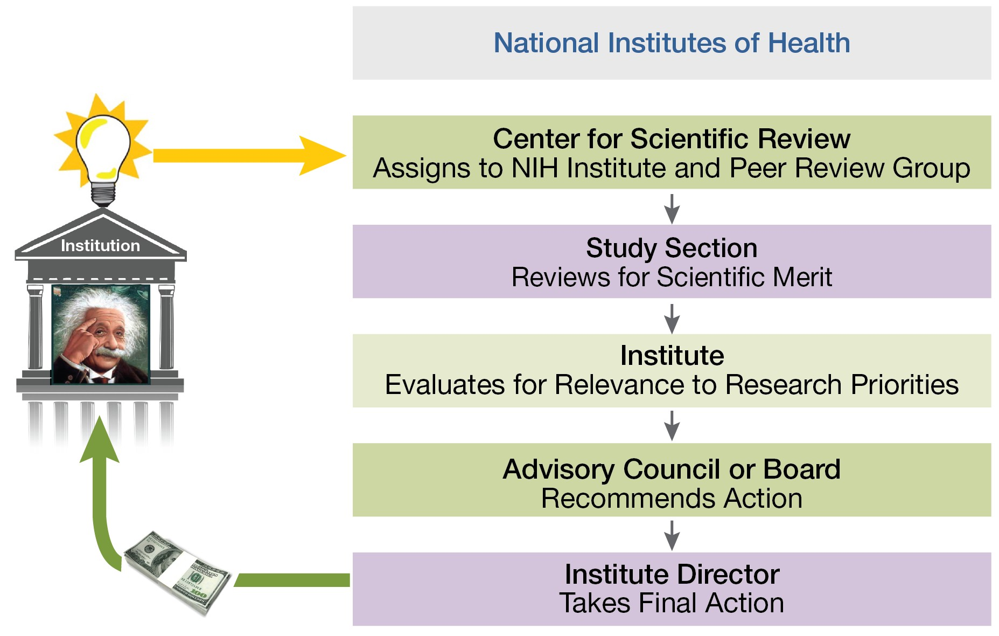 National Institutes of Health
Center for Scientific Review
Assigns to NIH Institute and Peer Review Group
Institution
Study Section
Reviews for Scientific Merit
Institute
Evaluates for Relevance to Research Priorities
Advisory Council or Board
Recommends Action
Institute Director
Takes Final Action
100